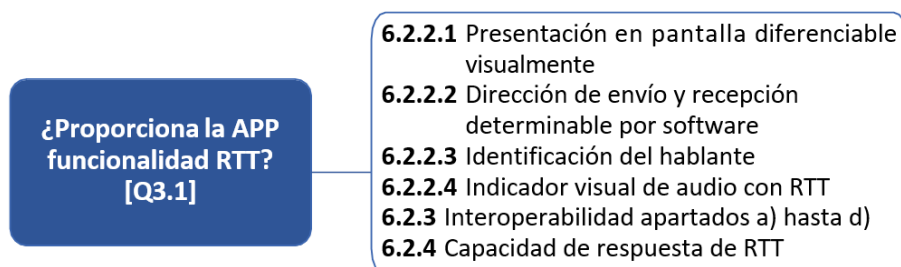 ¿Proporciona la APP
funcionalidad RTT?
[Q3.1]
6.2.2.1 Presentación en pantalla diferenciable
visualmente
6.2.2.2 Dirección de envío y recepción
determinable por software
6.2.2.3 Identificación del hablante
6.2.2.4 Indicador visual de audio con RTT
6.2.3 Interoperabilidad apartados a) hasta d)
6.2.4 Capacidad de respuesta de RTT